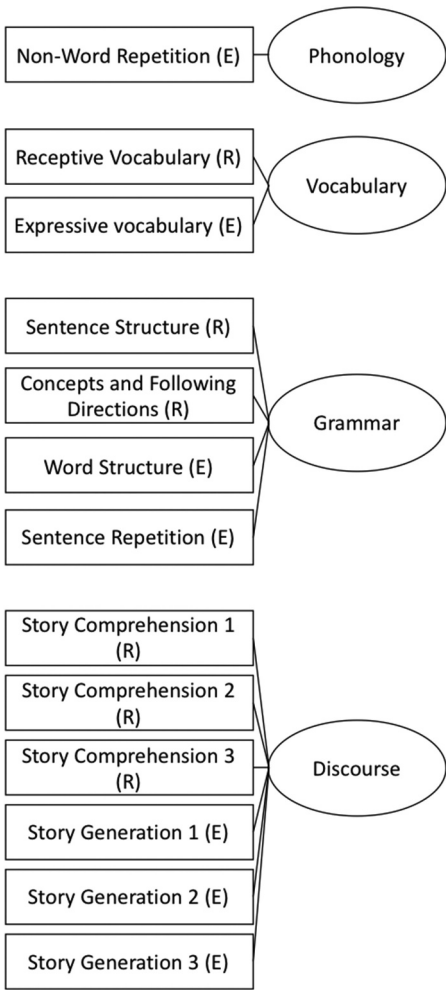 Non-Word Repetition (E)
Phonology
Receptive Vocabulary (R)
Expressive vocabulary (E)
Vocabulary
Sentence Structure (R)
Concepts and Following
Directions (R)
Word Structure (E)
Sentence Repetition (E)
Grammar
Story Comprehension 1
(R)
Story Comprehension 2
(R)
Story Comprehension 3
(R)
Story Generation 1 (E)
Story Generation 2 (E)
Story Generation 3 (E)
Discourse